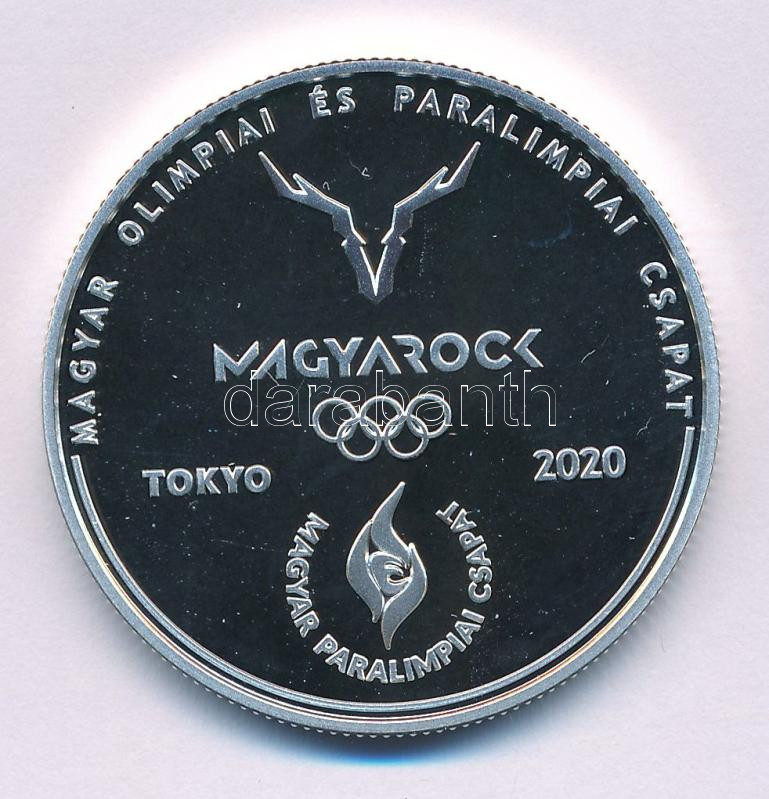 MAGYAR OLIMPIAI ÉS PARALIMPIAI CSAPAT
MAGYAROCK
darabanth
TOKYO 2020
MAGYAR PARALIMPIAI CSAPAT